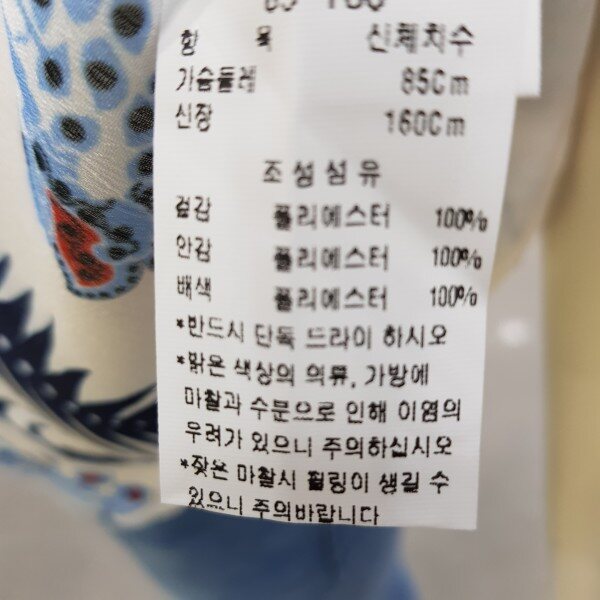 85-160
항 목 신체치수
가슴둘레 85Cm
신장 160Cm
조성섬유
겉감 폴리에스터 100%
안감 폴리에스터 100%
배색 폴리에스터 100%
*반드시 단독 드라이 하시오
*맑은 색상의 의류, 가방에
마찰과 수분으로 인해 이염의
우려가 있으니 주의하십시오
*잦은 마찰시 필링이 생길 수
있으니 주의바랍니다